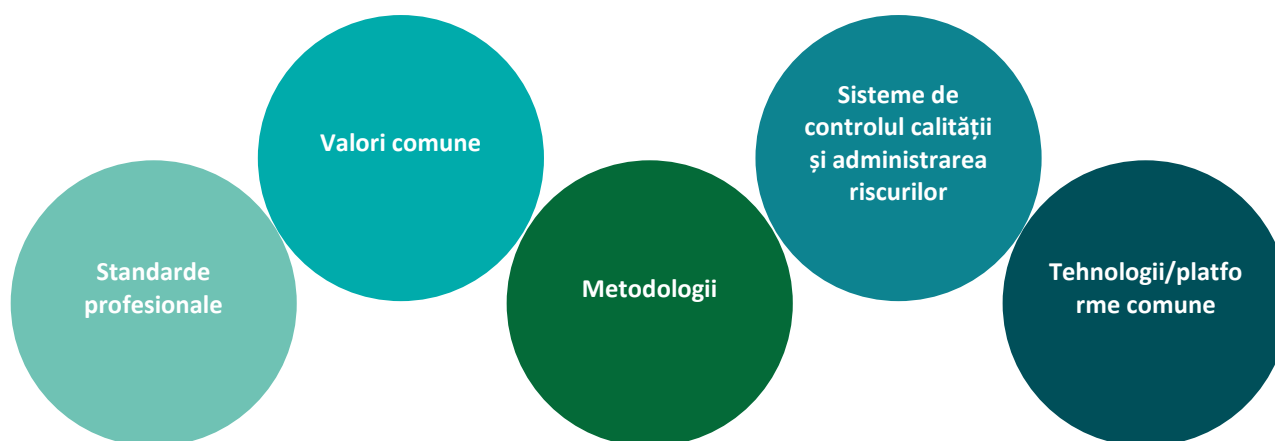 Standarde
profesionale
Valori comune
Metodologii
Sisteme de
controlul calității
și administrarea
riscurilor
Tehnologii/platfo
rme comune